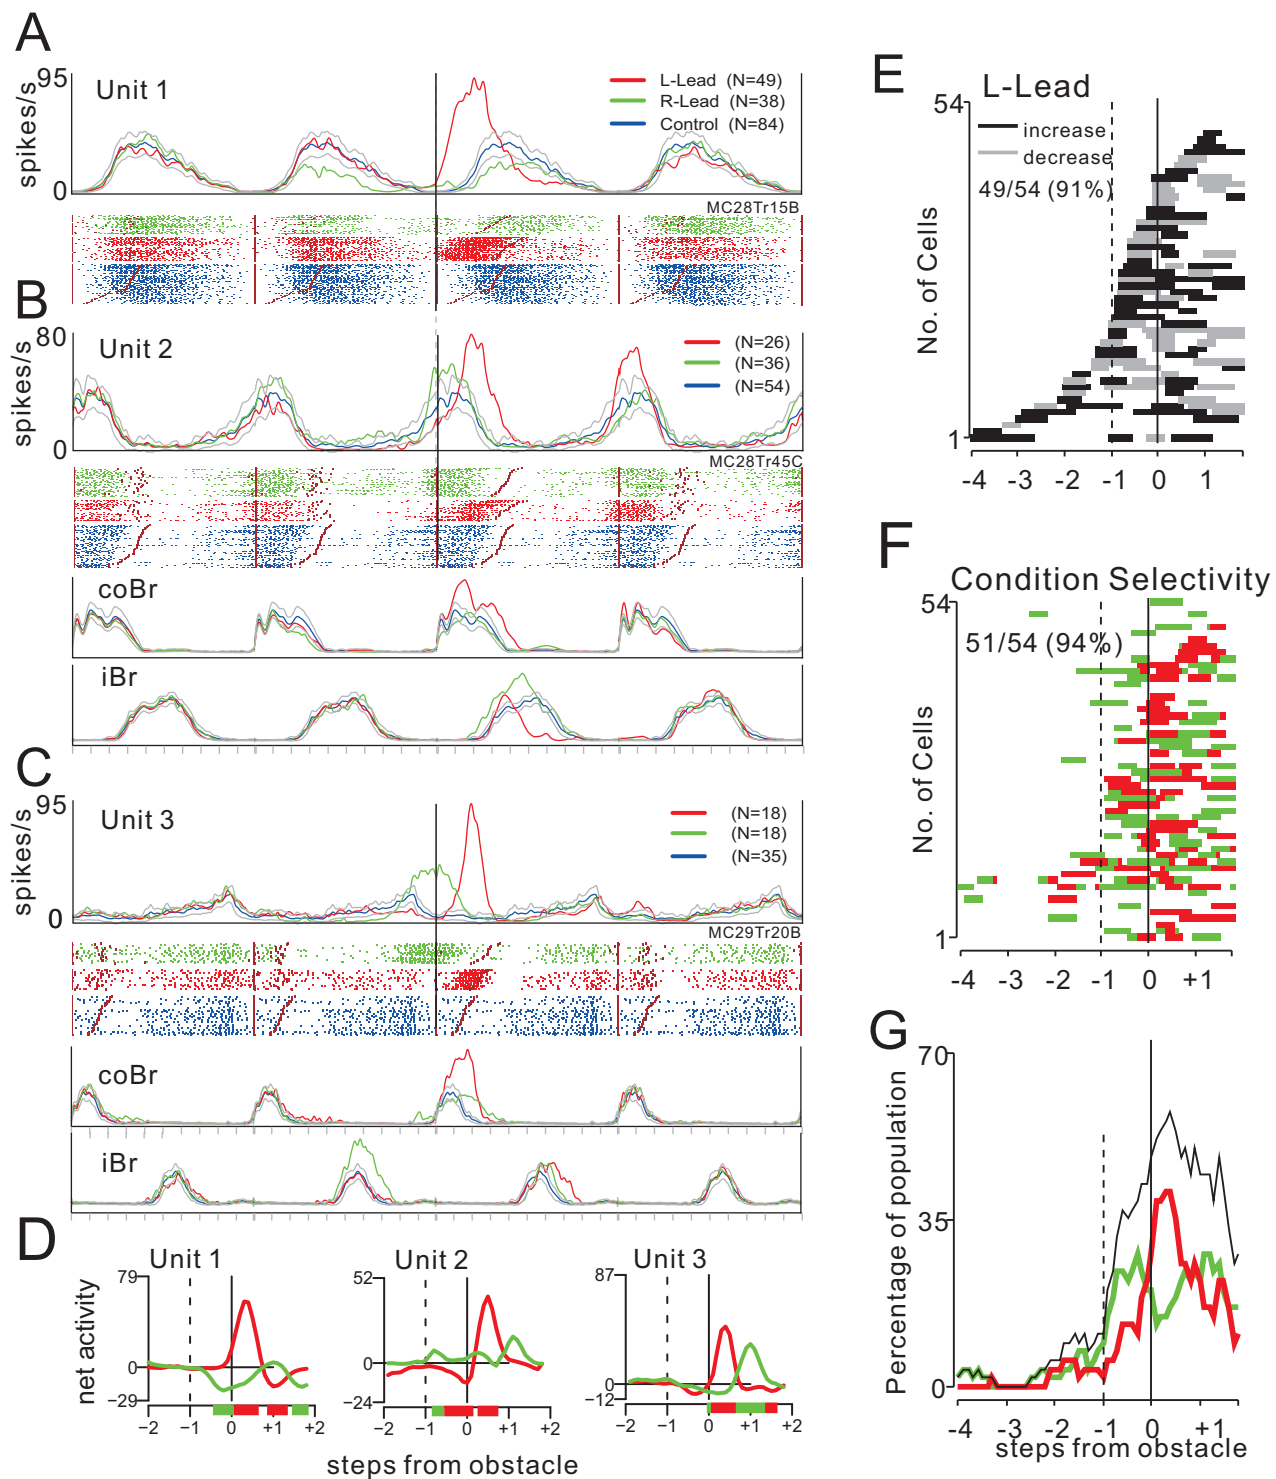 A
95
spikes/s
0
Unit 1
L-Lead (N=49)
R-Lead (N=38)
Control (N=84)
MC28Tr15B
B
80
spikes/s
0
Unit 2
(N=26)
(N=36)
(N=54)
MC28Tr45C
coBr
iBr
C
95
spikes/s
0
Unit 3
(N=18)
(N=18)
(N=35)
MC29Tr20B
coBr
iBr
D
net activity
Unit 1
79
0
−29
−2 −1 0 +1 +2
Unit 2
52
0
−24
−2 −1 0 +1 +2
Unit 3
87
0
−12
−2 −1 0 +1 +2
steps from obstacle
E
L-Lead
54
increase
decrease
49/54 (91%)
No. of Cells
1
-4 -3 -2 -1 0 1
F
Condition Selectivity
54
51/54 (94%)
No. of Cells
1
-4 -3 -2 -1 0 +1
G
70
35
0
Percentage of population
-4 -3 -2 -1 0 +1
steps from obstacle